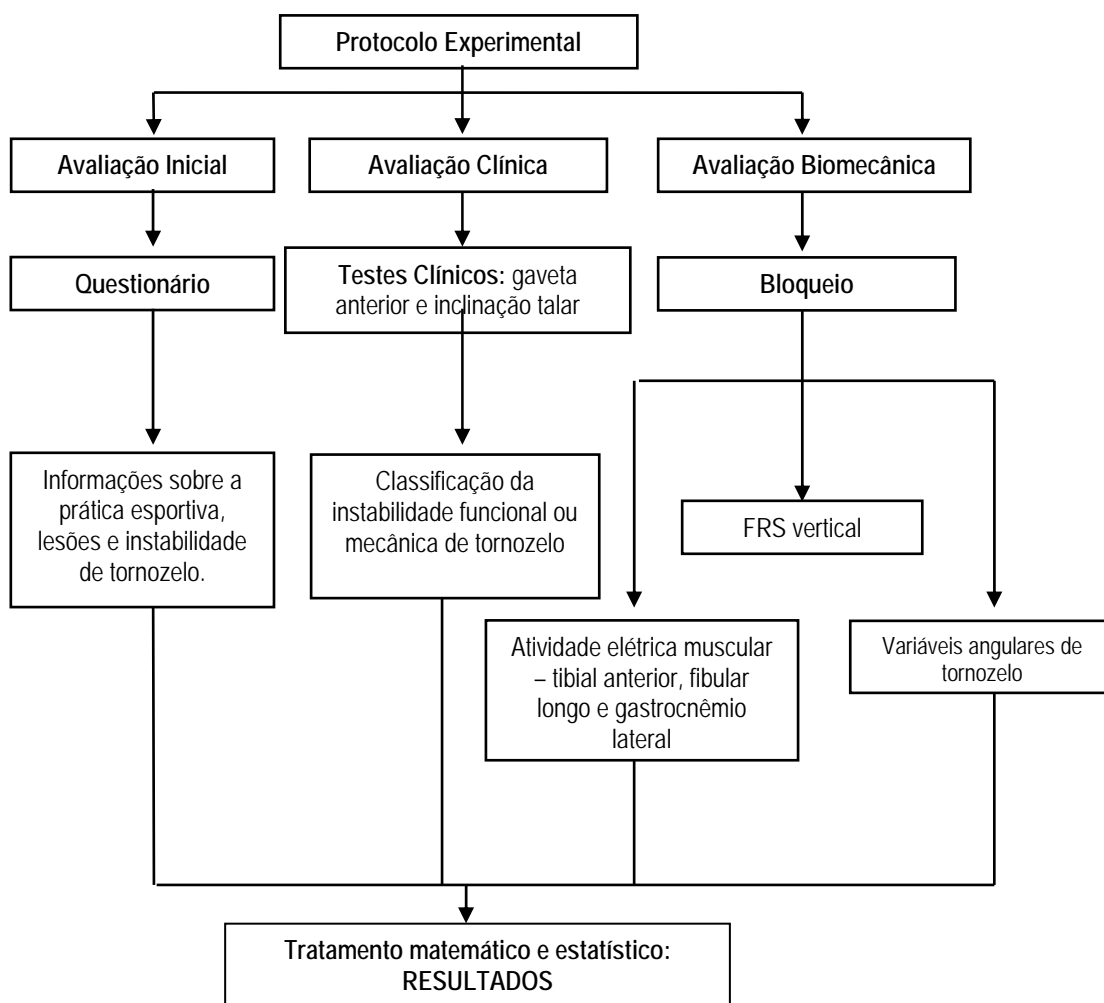 Protocolo Experimental
Avaliação Inicial
Avaliação Clínica
Avaliação Biomecânica
Questionário
Testes Clínicos: gaveta
anterior e inclinação talar
Bloqueio
Informações sobre a
prática esportiva,
lesões e instabilidade
de tornozelo.
Classificação da
instabilidade funcional ou
mecânica de tornozelo
FRS vertical
Atividade elétrica muscular
– tibial anterior, fibular
longo e gastrocnêmio
lateral
Variáveis angulares de
tornozelo
Tratamento matemático e estatístico:
RESULTADOS